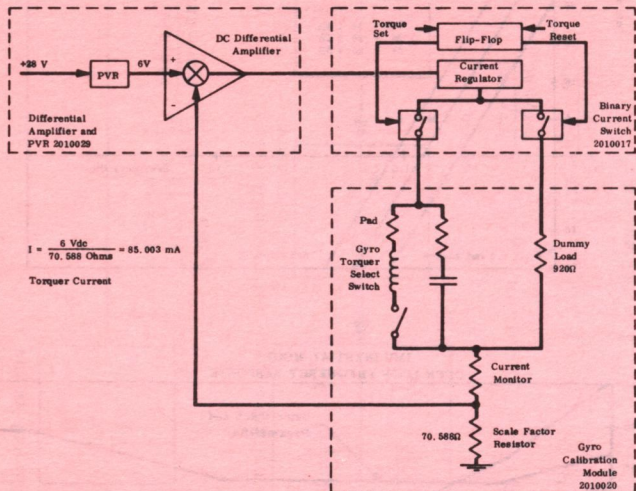 DC Differential
Amplifier
+28 V
PVR
6V
+
-
Differential
Amplifier and
PVR 2010029
Torque
Set
Flip-Flop
Torque
Reset
Current
Regulator
Binary
Current
Switch
2010017
I = 6 Vdc / 70.588 Ohms = 85.003 mA
Torquer Current
Pad
Gyro
Torquer
Select
Switch
Dummy
Load
920Ω
Current
Monitor
70.588Ω
Scale Factor
Resistor
Gyro
Calibration
Module
2010020